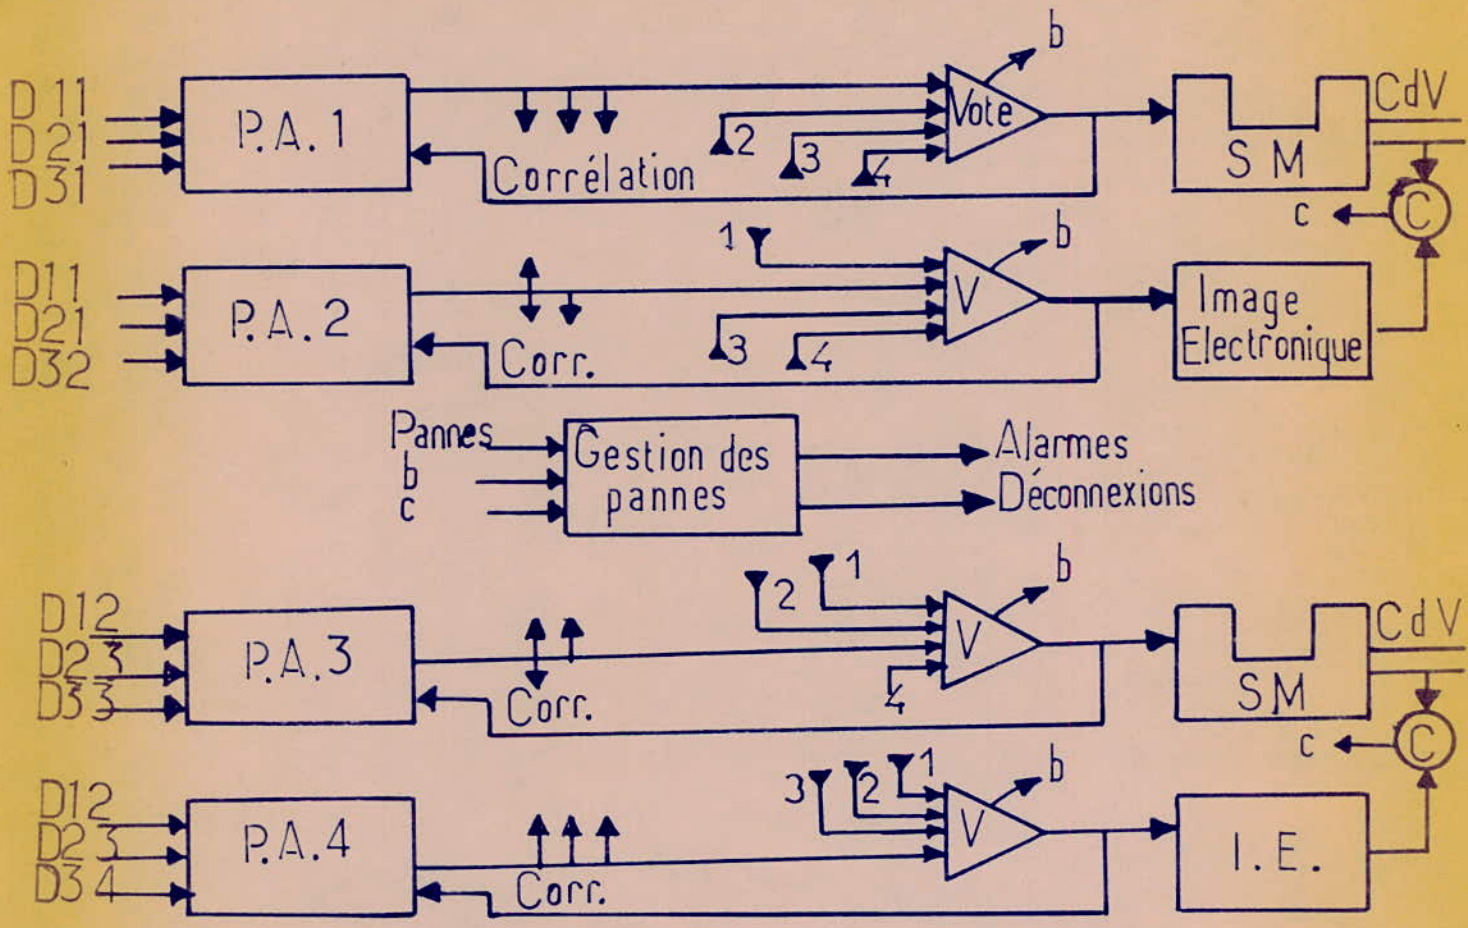 b
D11
D21
D31
P.A.1
Vote
CdV
2
3
4
Corrélation
S M
c
C
1
b
D11
D21
D32
P.A.2
V
Image
Electronique
3
4
Corr.
Pannes
b
c
Gestion des
pannes
Alarmes
Déconnexions
2
1
b
D12
D23
D33
P.A.3
V
CdV
4
Corr.
SM
c
C
3
2
1
b
D12
D23
D34
P.A.4
V
I.E.
Corr.